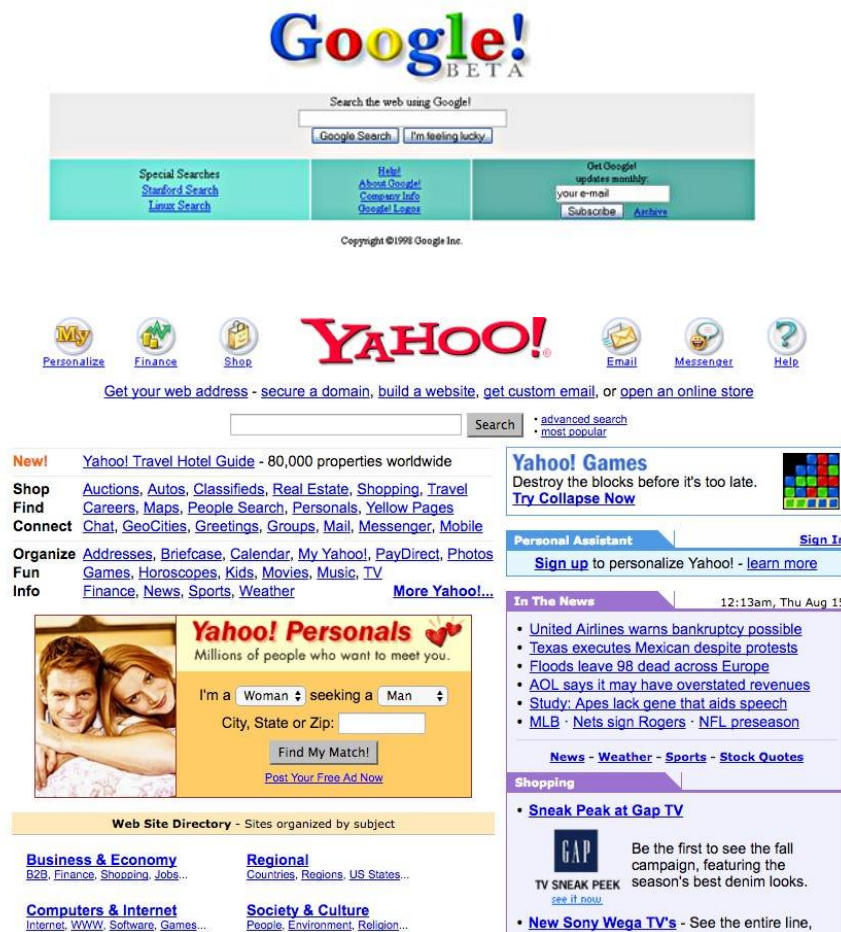 Google!
BETA
Search the web using Google!
Google Search I'm feeling lucky
Special Searches
Stanford Search
Linux Search
Help!
About Google!
Company Info
Google! Logos
Get Google!
updates monthly:
your e-mail
Subscribe Archive
Copyright ©1998 Google Inc.
My
Personalize Finance Shop YAHOO!® Email Messenger Help
Get your web address - secure a domain, build a website, get custom email, or open an online store
Search
• advanced search
• most popular
New! Yahoo! Travel Hotel Guide - 80,000 properties worldwide
Shop Auctions, Autos, Classifieds, Real Estate, Shopping, Travel
Find Careers, Maps, People Search, Personals, Yellow Pages
Connect Chat, GeoCities, Greetings, Groups, Mail, Messenger, Mobile
Organize Addresses, Briefcase, Calendar, My Yahoo!, PayDirect, Photos
Fun Games, Horoscopes, Kids, Movies, Music, TV
Info Finance, News, Sports, Weather More Yahoo!...
Yahoo! Personals
Millions of people who want to meet you.
I'm a Woman seeking a Man
City, State or Zip:
Find My Match!
Post Your Free Ad Now
Web Site Directory - Sites organized by subject
Business & Economy
B2B, Finance, Shopping, Jobs...
Regional
Countries, Regions, US States...
Computers & Internet
Internet, WWW, Software, Games...
Society & Culture
People, Environment, Religion...
Yahoo! Games
Destroy the blocks before it's too late.
Try Collapse Now
Personal Assistant Sign In
Sign up to personalize Yahoo! - learn more
In The News 12:13am, Thu Aug 15
• United Airlines warns bankruptcy possible
• Texas executes Mexican despite protests
• Floods leave 98 dead across Europe
• AOL says it may have overstated revenues
• Study: Apes lack gene that aids speech
• MLB · Nets sign Rogers · NFL preseason
News - Weather - Sports - Stock Quotes
Shopping
• Sneak Peak at Gap TV
GAP
TV SNEAK PEEK
see it now
Be the first to see the fall
campaign, featuring the
season's best denim looks.
• New Sony Wega TV's - See the entire line,